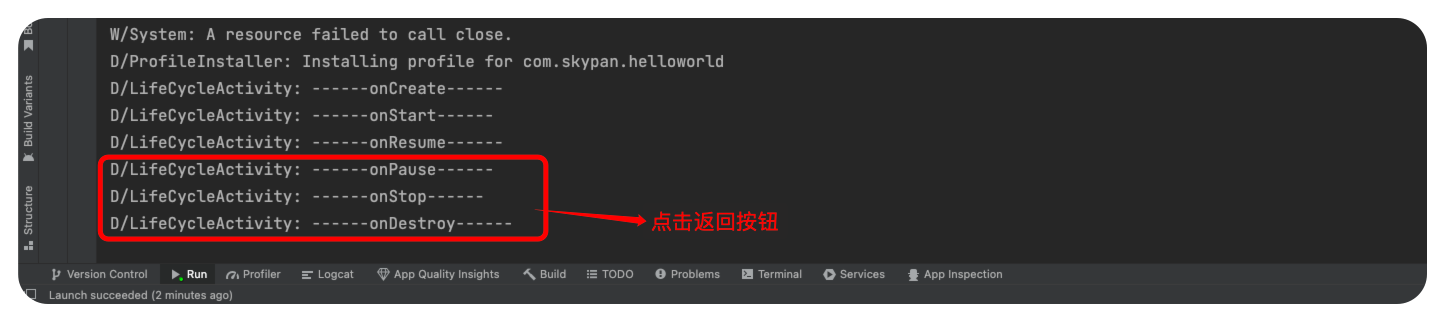 W/System: A resource failed to call close.
D/ProfileInstaller: Installing profile for com.skypan.helloworld
D/LifeCycleActivity: ------onCreate------
D/LifeCycleActivity: ------onStart------
D/LifeCycleActivity: ------onResume------
D/LifeCycleActivity: ------onPause------
D/LifeCycleActivity: ------onStop------
D/LifeCycleActivity: ------onDestroy------
点击返回按钮
Build Variants
Structure
Version Control Run Profiler Logcat App Quality Insights Build TODO Problems Terminal Services App Inspection
Launch succeeded (2 minutes ago)